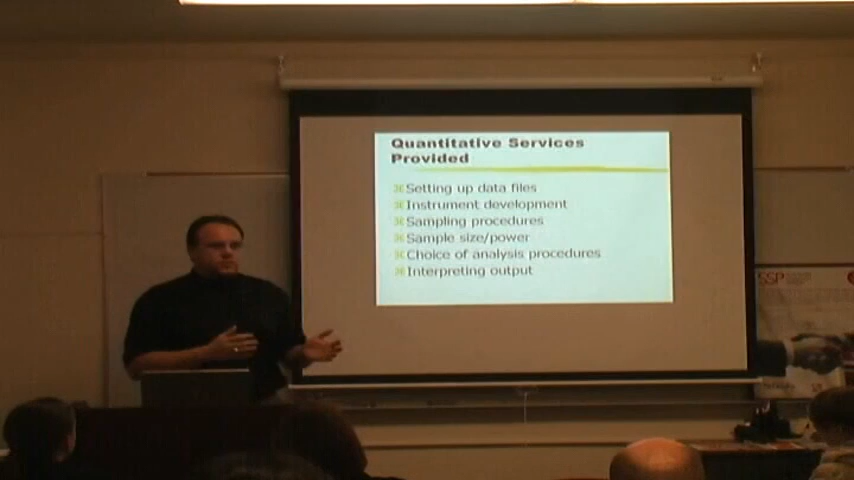 Quantitative Services
Provided
Setting up data files
Instrument development
Sampling procedures
Sample size/power
Choice of analysis procedures
Interpreting output
SSP